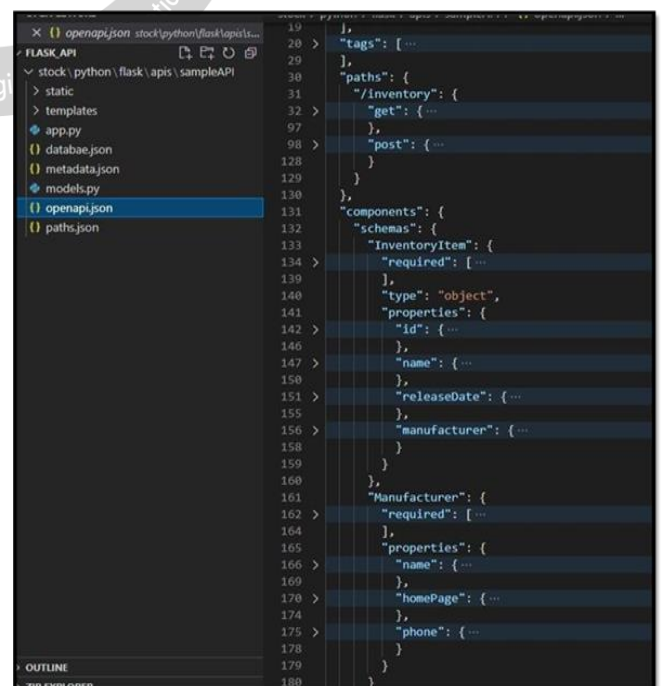 openapi.json stock\python\flask\apis\s...
FLASK_API
stock\python\flask\apis\sampleAPI
static
templates
app.py
databae.json
metadata.json
models.py
openapi.json
paths.json
OUTLINE
19 ],
20 > "tags": [ ...
29 ],
30 "paths": {
31 "/inventory": {
32 > "get": { ...
97 },
98 > "post": { ...
128 }
129 }
130 },
131 "components": {
132 "schemas": {
133 "InventoryItem": {
134 > "required": [ ...
139 ],
140 "type": "object",
141 "properties": {
142 > "id": { ...
146 },
147 > "name": { ...
150 },
151 > "releaseDate": { ...
155 },
156 > "manufacturer": { ...
158 }
159 }
160 },
161 "Manufacturer": {
162 > "required": [ ...
164 ],
165 "properties": {
166 > "name": { ...
169 },
170 > "homePage": { ...
174 },
175 > "phone": { ...
178 }
179 }
180 }